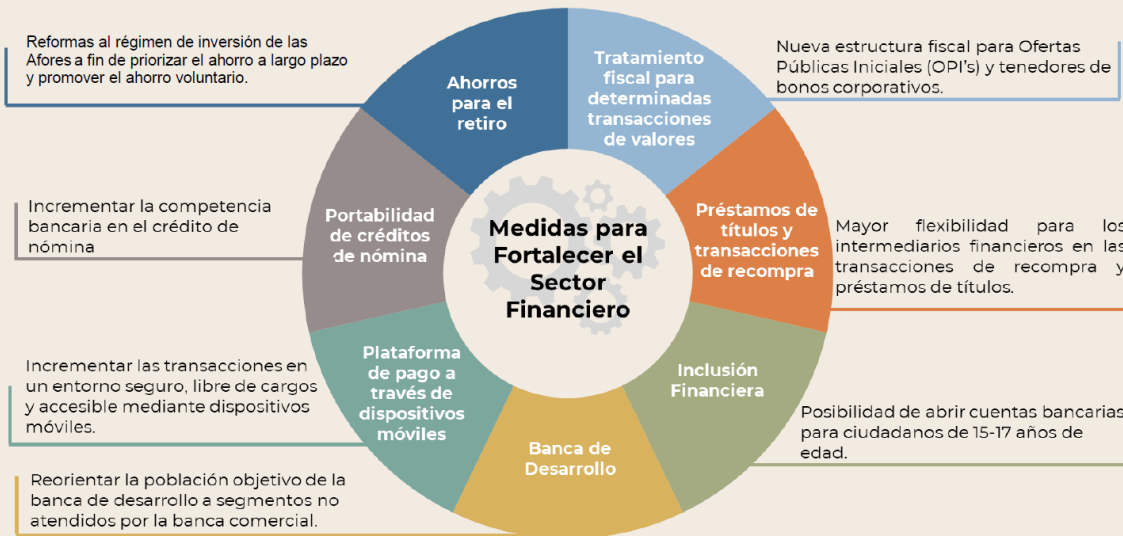 Medidas para
Fortalecer el
Sector
Financiero
Ahorros
para el
retiro
Reformas al régimen de inversión de las
Afores a fin de priorizar el ahorro a largo plazo
y promover el ahorro voluntario.
Tratamiento
fiscal para
determinadas
transacciones
de valores
Nueva estructura fiscal para Ofertas
Públicas Iniciales (OPI's) y tenedores de
bonos corporativos.
Préstamos de
títulos y
transacciones
de recompra
Mayor flexibilidad para los
intermediarios financieros en las
transacciones de recompra y
préstamos de títulos.
Inclusión
Financiera
Posibilidad de abrir cuentas bancarias
para ciudadanos de 15-17 años de
edad.
Banca de
Desarrollo
Reorientar la población objetivo de la
banca de desarrollo a segmentos no
atendidos por la banca comercial.
Plataforma
de pago a
través de
dispositivos
móviles
Incrementar las transacciones en
un entorno seguro, libre de cargos
y accesible mediante dispositivos
móviles.
Portabilidad
de créditos
de nómina
Incrementar la competencia
bancaria en el crédito de
nómina